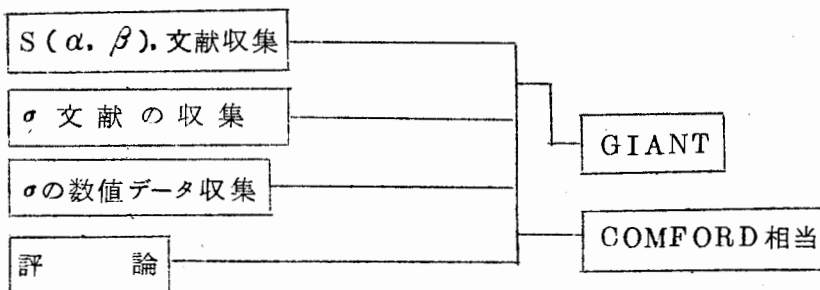 S(α, β).文献収集
σ文献の収集
σの数値データ収集
評論
GIANT
COMFORD相当